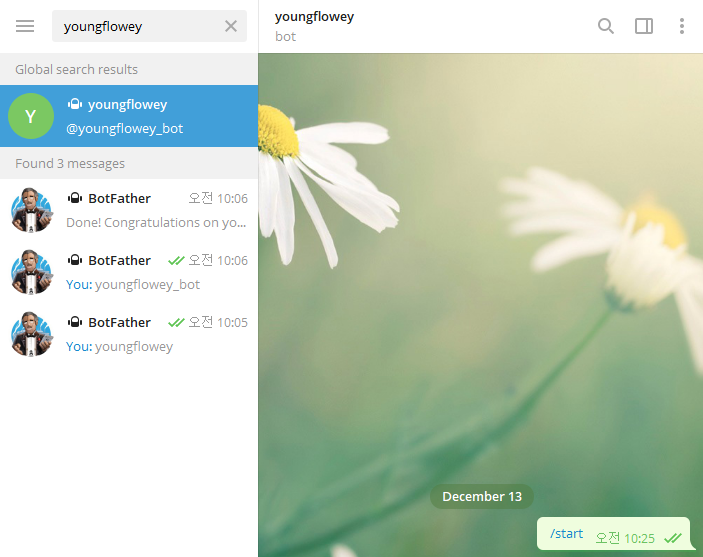 youngflowey
Global search results
Y
youngflowey
@youngflowey_bot
Found 3 messages
BotFather 오전 10:06
Done! Congratulations on yo...
BotFather 오전 10:06
You: youngflowey_bot
BotFather 오전 10:05
You: youngflowey
youngflowey
bot
December 13
/start 오전 10:25